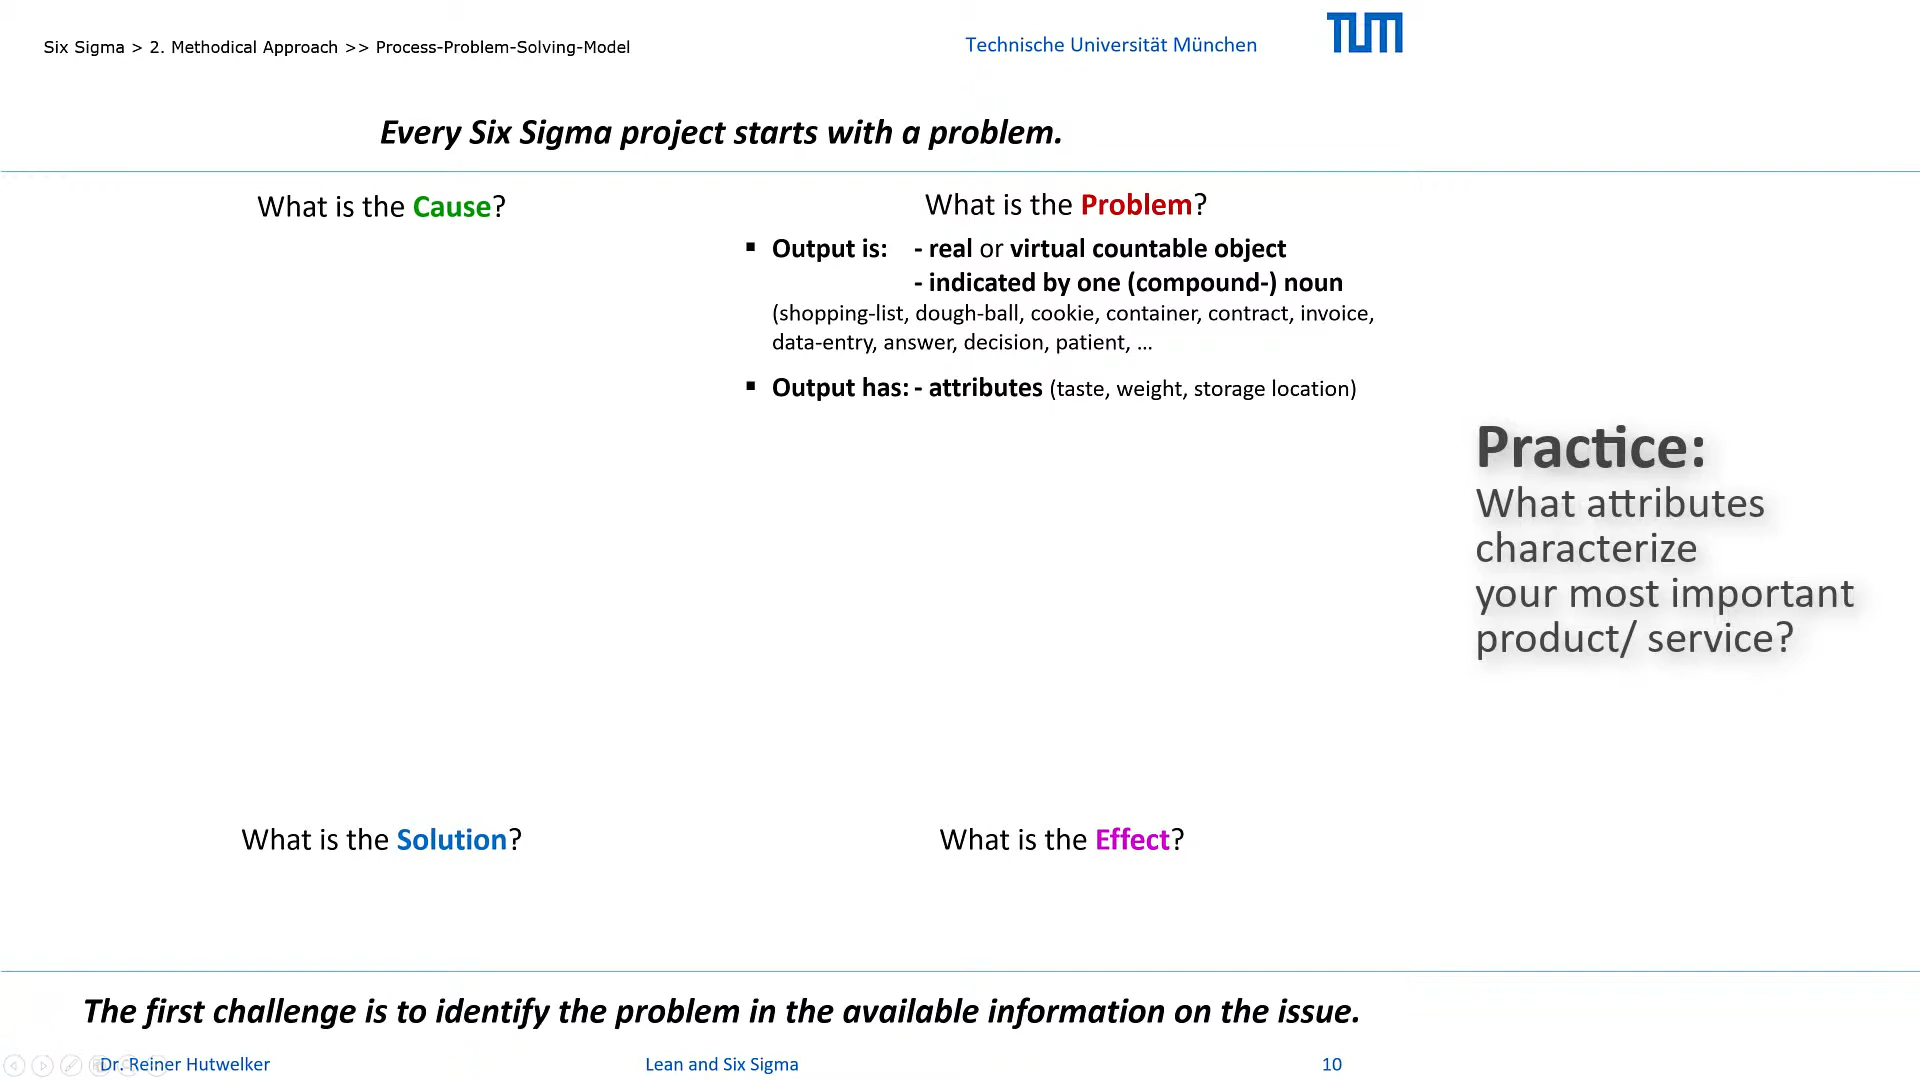 Six Sigma > 2. Methodical Approach >> Process-Problem-Solving-Model
Technische Universität München
TUM
Every Six Sigma project starts with a problem.
What is the Cause?
What is the Problem?
▪ Output is: - real or virtual countable object
- indicated by one (compound-) noun
(shopping-list, dough-ball, cookie, container, contract, invoice,
data-entry, answer, decision, patient, ...
▪ Output has: - attributes (taste, weight, storage location)
Practice:
What attributes
characterize
your most important
product/ service?
What is the Solution?
What is the Effect?
The first challenge is to identify the problem in the available information on the issue.
Dr. Reiner Hutwelker
Lean and Six Sigma
10